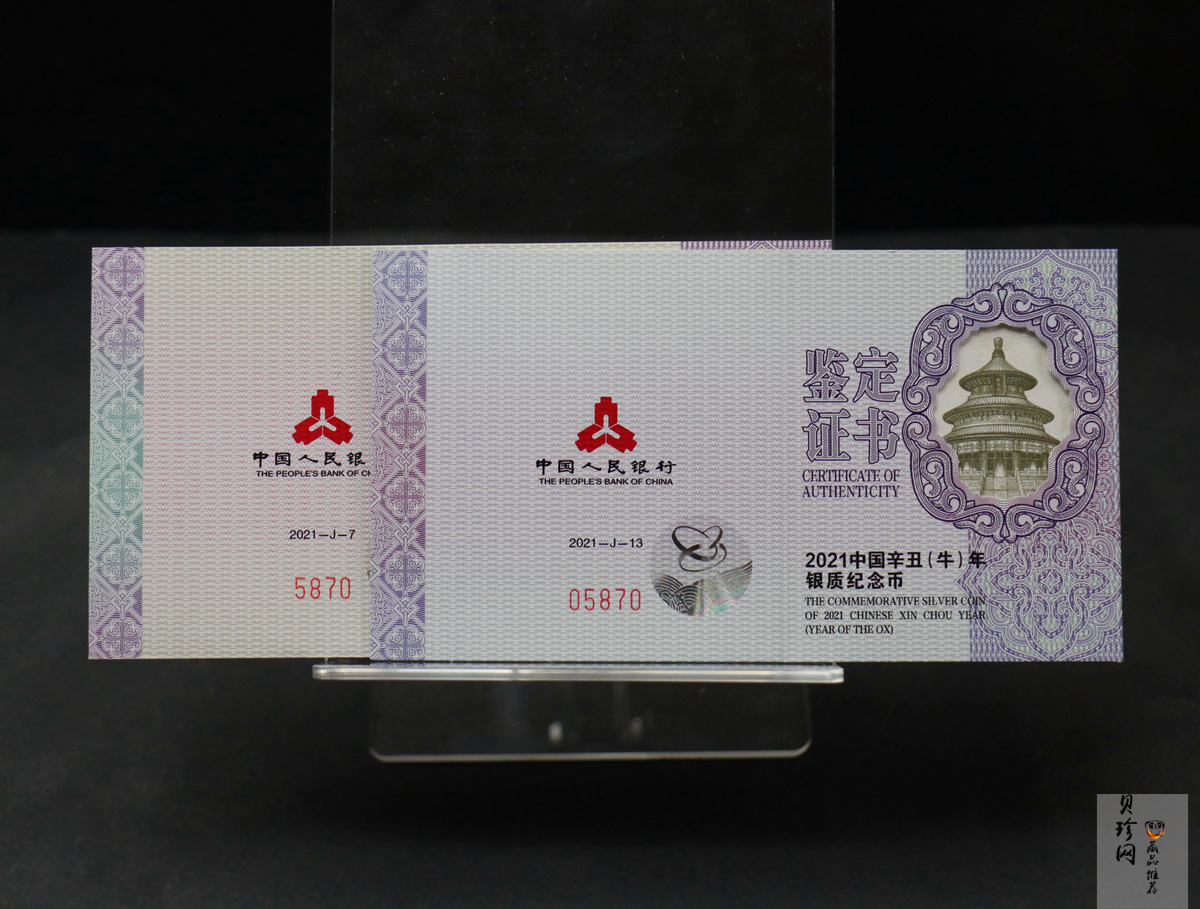 中国人民银
THE PEOPLE'S BANK OF CH
2021—J—7
5870
中国人民银行
THE PEOPLE'S BANK OF CHINA
2021—J—13
05870
鉴定
证书
CERTIFICATE OF
AUTHENTICITY
2021中国辛丑(牛)年
银质纪念币
THE COMMEMORATIVE SILVER COIN
OF 2021 CHINESE XIN CHOU YEAR
(YEAR OF THE OX)
贝珍网
藏品推荐